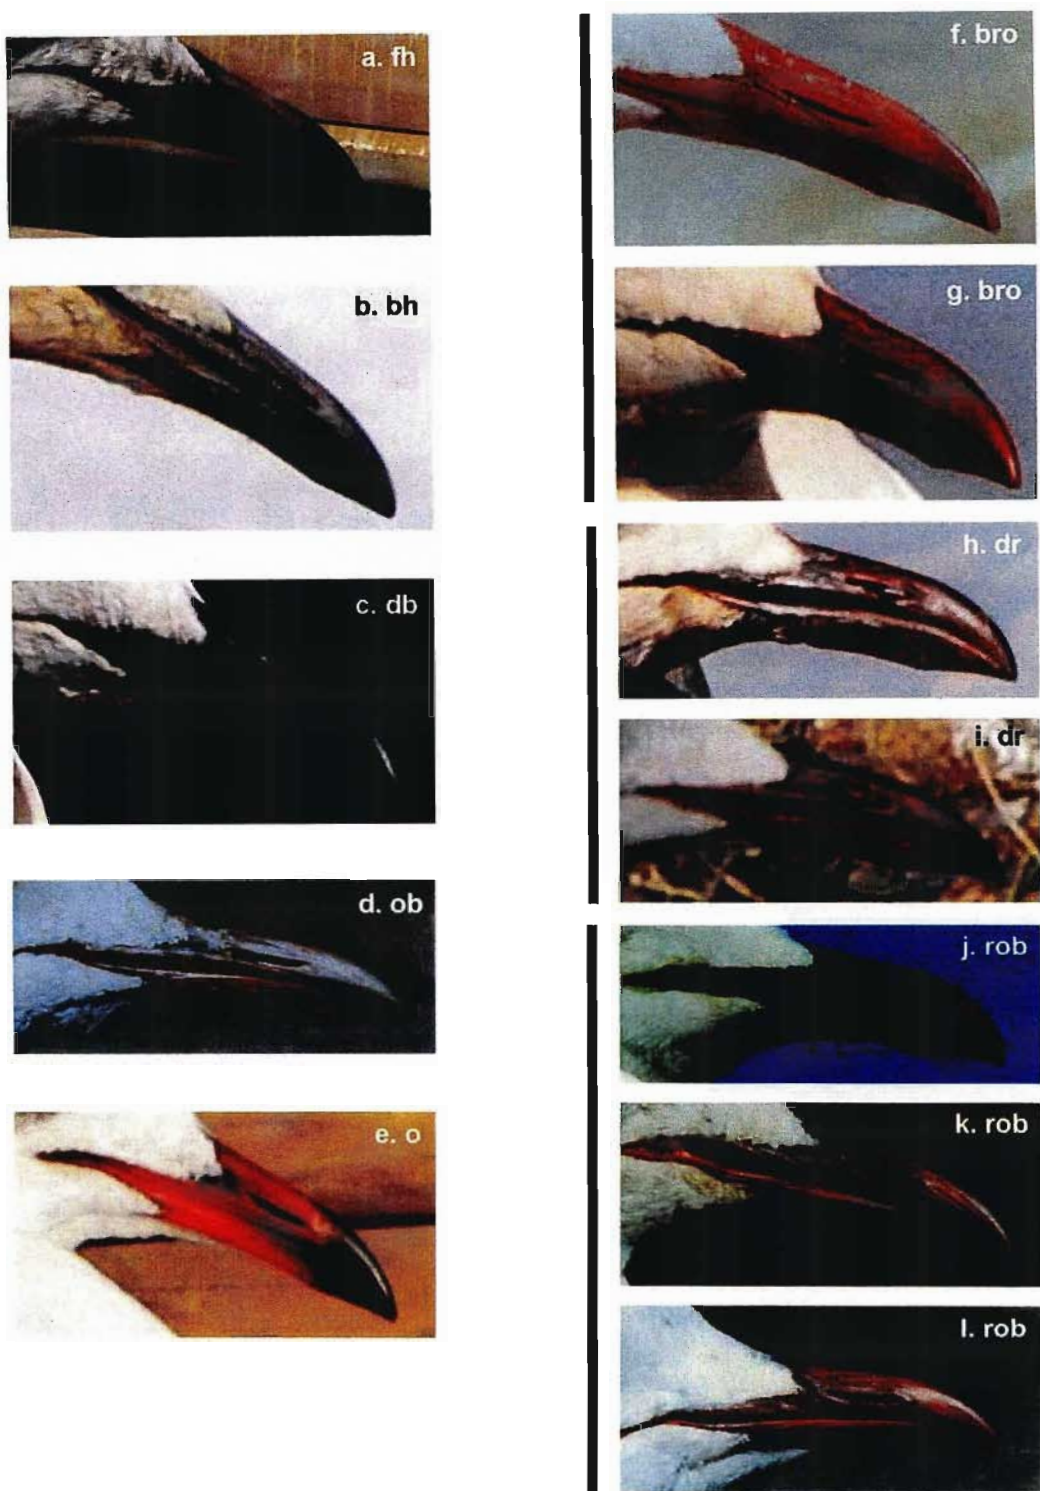 a. fh
b. bh
c. db
d. ob
e. o
f. bro
g. bro
h. dr
i. dr
j. rob
k. rob
l. rob